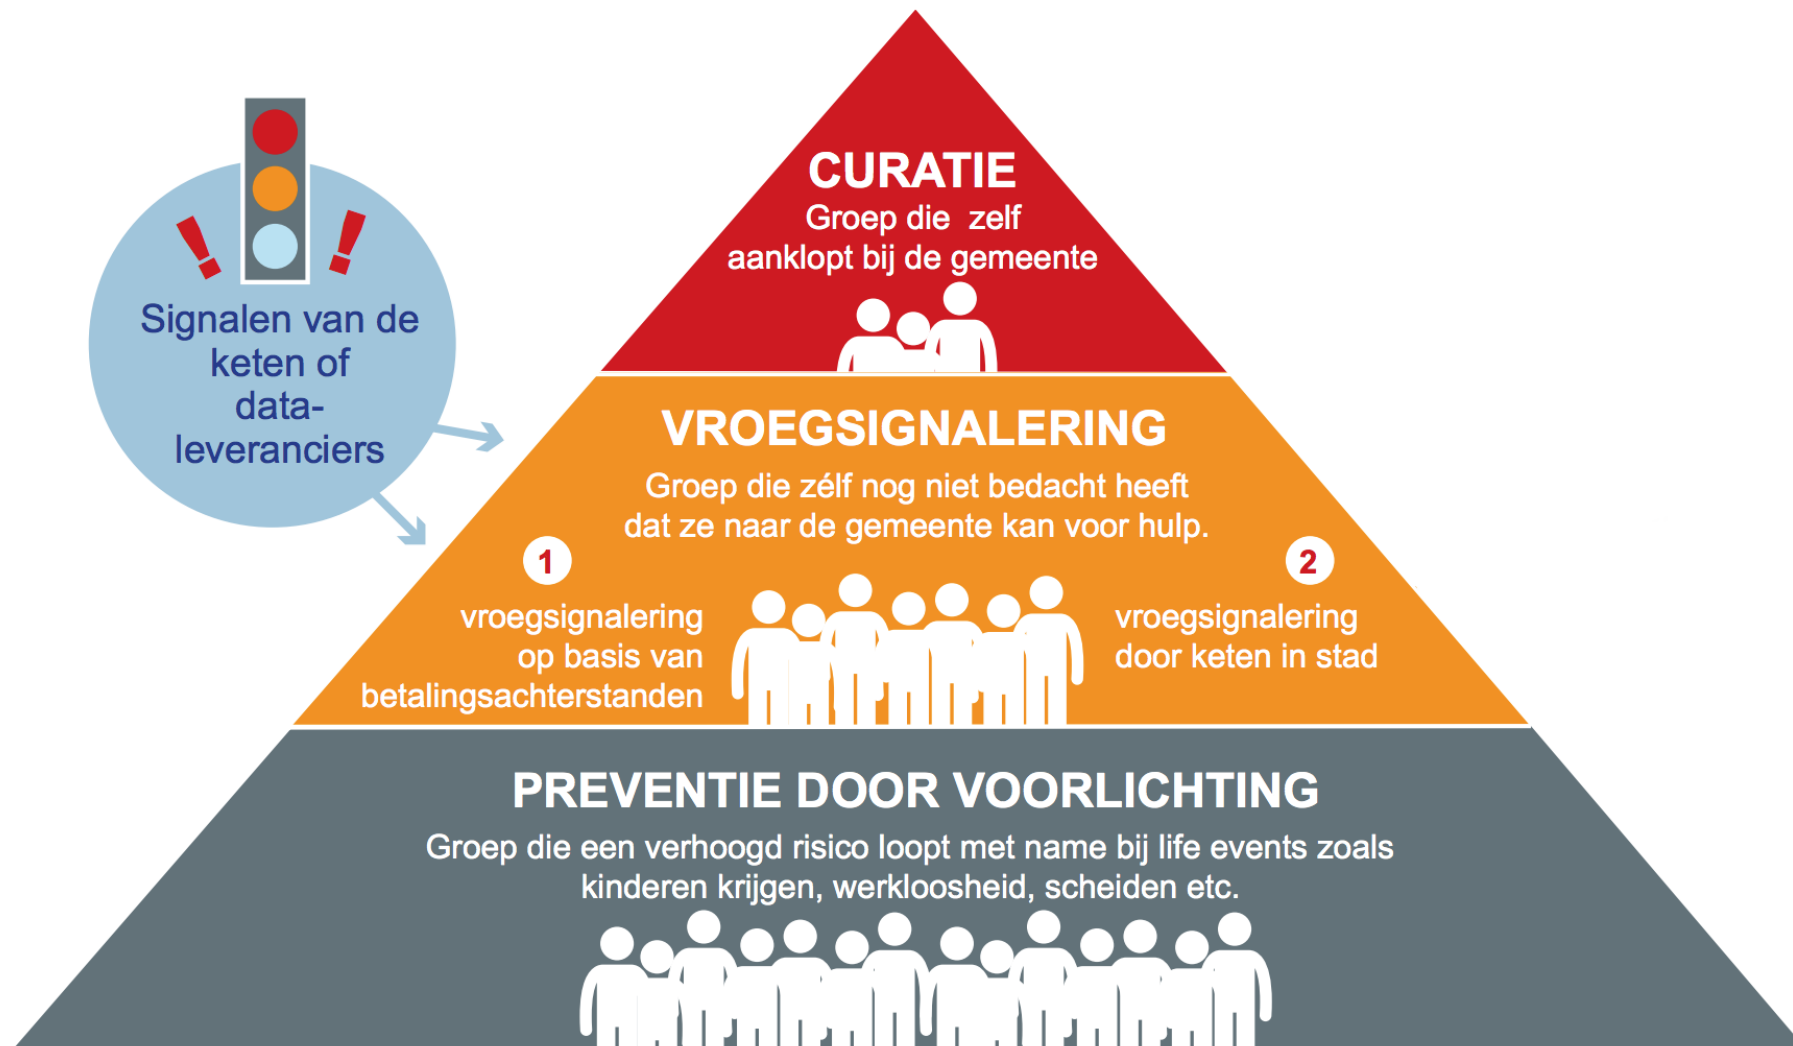 Signalen van de
keten of
data-
leveranciers
CURATIE
Groep die zelf
aanklopt bij de gemeente
VROEGSIGNALERING
Groep die zélf nog niet bedacht heeft
dat ze naar de gemeente kan voor hulp.
1
vroegsignalering
op basis van
betalingsachterstanden
2
vroegsignalering
door keten in stad
PREVENTIE DOOR VOORLICHTING
Groep die een verhoogd risico loopt met name bij life events zoals
kinderen krijgen, werkloosheid, scheiden etc.